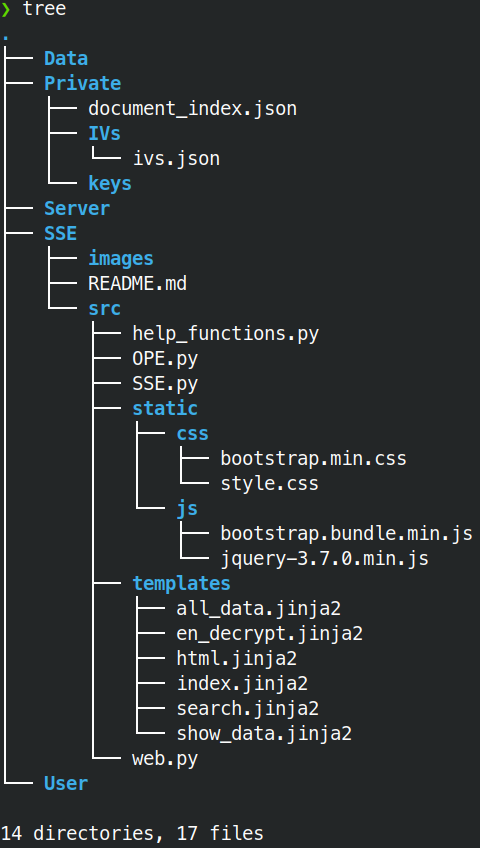 ❯ tree
.
├── Data
├── Private
│   ├── document_index.json
│   ├── IVs
│   │   └── ivs.json
│   └── keys
├── Server
├── SSE
│   ├── images
│   ├── README.md
│   └── src
│       ├── help_functions.py
│       ├── OPE.py
│       ├── SSE.py
│       ├── static
│       │   ├── css
│       │   │   ├── bootstrap.min.css
│       │   │   └── style.css
│       │   └── js
│       │       ├── bootstrap.bundle.min.js
│       │       └── jquery-3.7.0.min.js
│       ├── templates
│       │   ├── all_data.jinja2
│       │   ├── en_decrypt.jinja2
│       │   ├── html.jinja2
│       │   ├── index.jinja2
│       │   ├── search.jinja2
│       │   └── show_data.jinja2
│       └── web.py
└── User
14 directories, 17 files